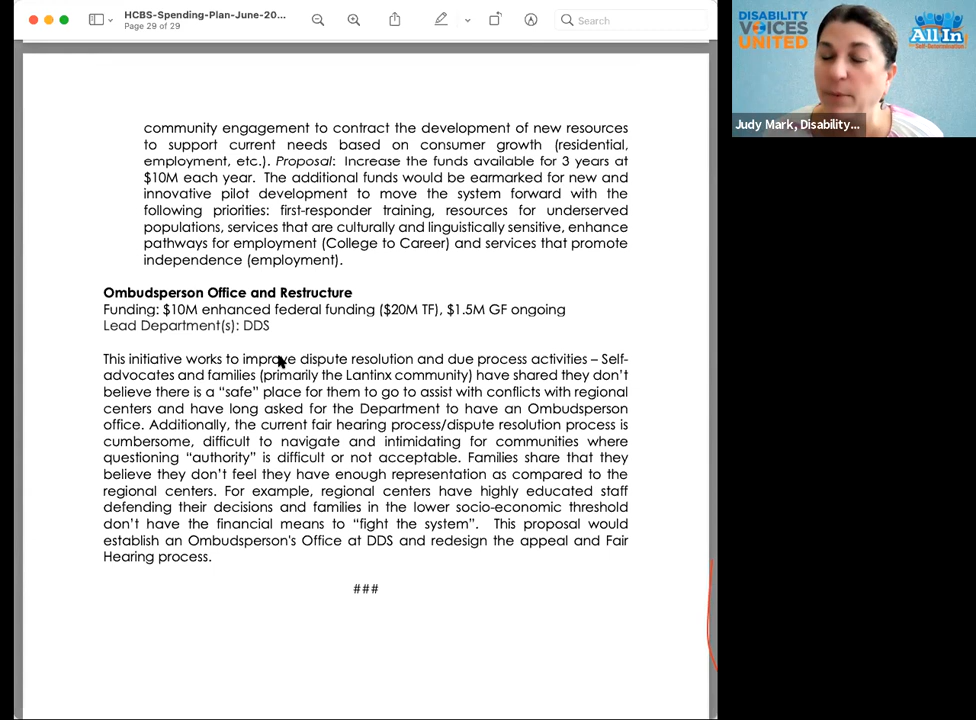 HCBS-Spending-Plan-June-20...
Page 29 of 29
Search
community engagement to contract the development of new resources
to support current needs based on consumer growth (residential,
employment, etc.). Proposal: Increase the funds available for 3 years at
$10M each year. The additional funds would be earmarked for new and
innovative pilot development to move the system forward with the
following priorities: first-responder training, resources for underserved
populations, services that are culturally and linguistically sensitive, enhance
pathways for employment (College to Career) and services that promote
independence (employment).
Ombudsperson Office and Restructure
Funding: $10M enhanced federal funding ($20M TF), $1.5M GF ongoing
Lead Department(s): DDS
This initiative works to improve dispute resolution and due process activities – Self-
advocates and families (primarily the Lantinx community) have shared they don't
believe there is a “safe” place for them to go to assist with conflicts with regional
centers and have long asked for the Department to have an Ombudsperson
office. Additionally, the current fair hearing process/dispute resolution process is
cumbersome, difficult to navigate and intimidating for communities where
questioning “authority” is difficult or not acceptable. Families share that they
believe they don't feel they have enough representation as compared to the
regional centers. For example, regional centers have highly educated staff
defending their decisions and families in the lower socio-economic threshold
don't have the financial means to “fight the system”. This proposal would
establish an Ombudsperson's Office at DDS and redesign the appeal and Fair
Hearing process.
###
DISABILITY
VOICES
UNITED
All In
Self-Determination
Judy Mark, Disability...